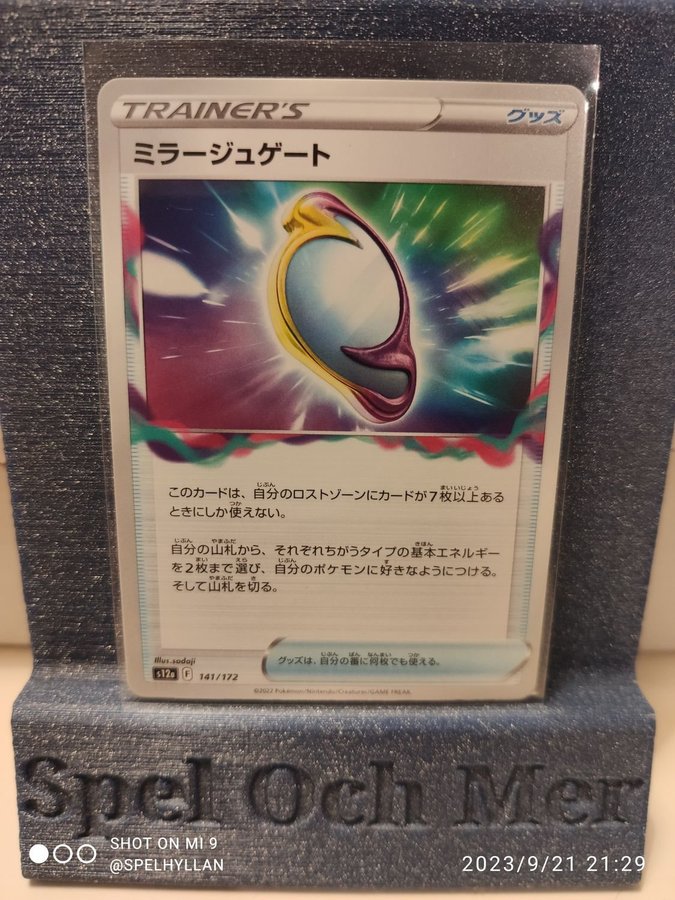 TRAINER'S
グッズ
ミラージュゲート
このカードは、自分のロストゾーンにカードが7枚以上ある
ときにしか使えない。
自分の山札から、それぞれちがうタイプの基本エネルギー
を2枚まで選び、自分のポケモンに好きなようにつける。
そして山札を切る。
グッズは、自分の番に何枚でも使える。
Illus.sadaji
s12a F 141/172
©2022 Pokémon/Nintendo/Creatures/GAME FREAK.
Spel Och Mer
SHOT ON MI 9
@SPELHYLLAN
2023/9/21 21:29